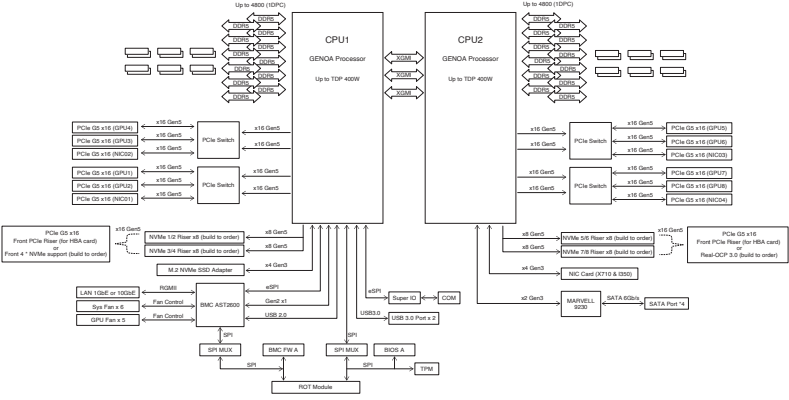 Up to 4800 (1DPC)
Up to 4800 (1DPC)
CPU1
GENOA Processor
Up to TDP 400W
CPU2
GENOA Processor
Up to TDP 400W
DDR5
DDR5
DDR5
DDR5
DDR5
DDR5
DDR5
DDR5
DDR5
DDR5
DDR5
DDR5
XGMI
XGMI
XGMI
DDR5
DDR5
DDR5
DDR5
DDR5
DDR5
DDR5
DDR5
DDR5
DDR5
DDR5
DDR5
PCIe G5 x16 (GPU4)
PCIe G5 x16 (GPU3)
PCIe G5 x16 (NIC02)
x16 Gen5
x16 Gen5
x16 Gen5
PCIe Switch
x16 Gen5
x16 Gen5
PCIe G5 x16 (GPU1)
PCIe G5 x16 (GPU2)
PCIe G5 x16 (NIC01)
x16 Gen5
x16 Gen5
x16 Gen5
PCIe Switch
x16 Gen5
x16 Gen5
x16 Gen5
x16 Gen5
PCIe Switch
x16 Gen5
x16 Gen5
x16 Gen5
PCIe G5 x16 (GPU5)
PCIe G5 x16 (GPU6)
PCIe G5 x16 (NIC03)
x16 Gen5
x16 Gen5
PCIe Switch
x16 Gen5
x16 Gen5
x16 Gen5
PCIe G5 x16 (GPU7)
PCIe G5 x16 (GPU8)
PCIe G5 x16 (NIC04)
PCIe G5 x16
Front PCIe Riser (for HBA card)
or
Front 4 * NVMe support (build to order)
x16 Gen5
NVMe 1/2 Riser x8 (build to order)
x8 Gen5
NVMe 3/4 Riser x8 (build to order)
x8 Gen5
M.2 NVMe SSD Adapter
x4 Gen3
x8 Gen5
NVMe 5/6 Riser x8 (build to order)
x8 Gen5
NVMe 7/8 Riser x8 (build to order)
x16 Gen5
PCIe G5 x16
Front PCIe Riser (for HBA card)
or
Real-OCP 3.0 (build to order)
x4 Gen3
NIC Card (X710 & I350)
x2 Gen3
MARVELL
9230
SATA 6Gb/s
SATA Port *4
LAN 1GbE or 10GbE
Sys Fan x 6
GPU Fan x 5
RGMII
Fan Control
Fan Control
BMC AST2600
eSPI
Gen2 x1
USB 2.0
eSPI
Super IO
COM
USB3.0
USB 3.0 Port x 2
SPI
SPI
SPI MUX
BMC FW A
SPI MUX
BIOS A
SPI
SPI
TPM
ROT Module